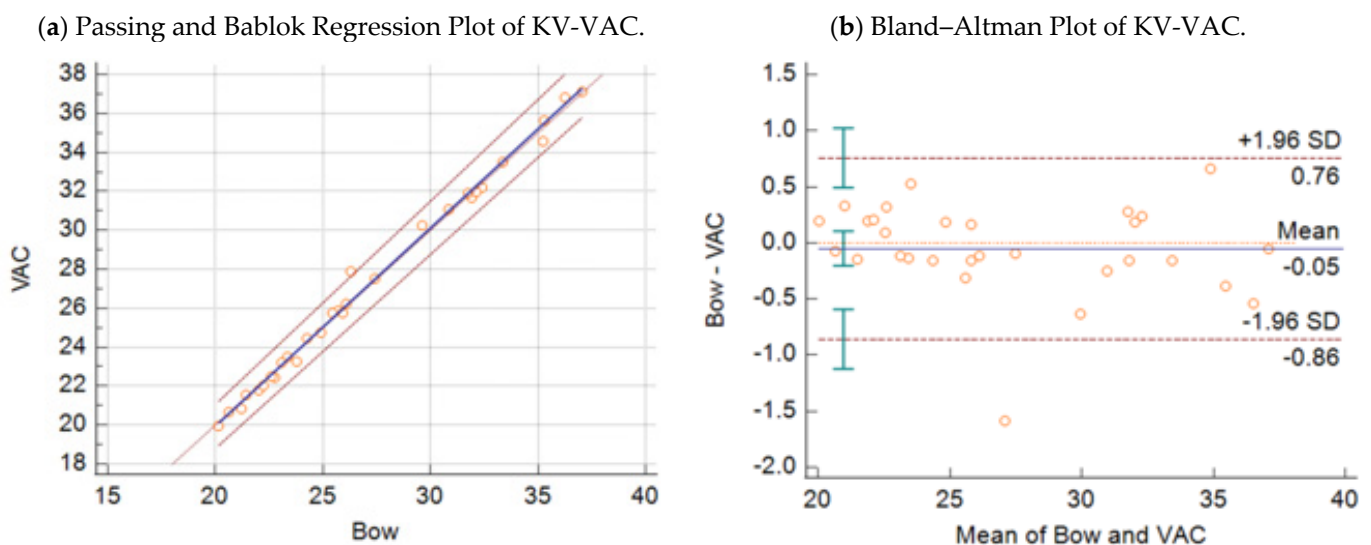 (a) Passing and Bablok Regression Plot of KV-VAC.
38
36
34
32
30
28
26
24
22
20
18
VAC
15 20 25 30 35 40
Bow
(b) Bland–Altman Plot of KV-VAC.
1.5
1.0
0.5
0.0
-0.5
-1.0
-1.5
-2.0
Bow - VAC
+1.96 SD
0.76
Mean
-0.05
-1.96 SD
-0.86
20 25 30 35 40
Mean of Bow and VAC